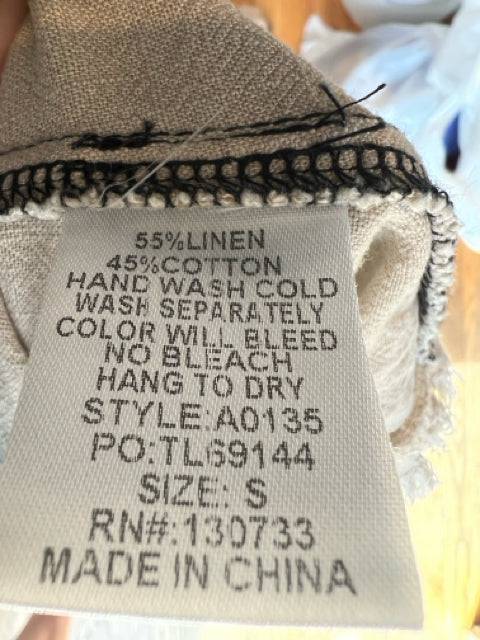 55%LINEN
45%COTTON
HAND WASH COLD
WASH SEPARATELY
COLOR WILL BLEED
NO BLEACH
HANG TO DRY
STYLE:A0135
PO:TL69144
SIZE: S
RN#:130733
MADE IN CHINA